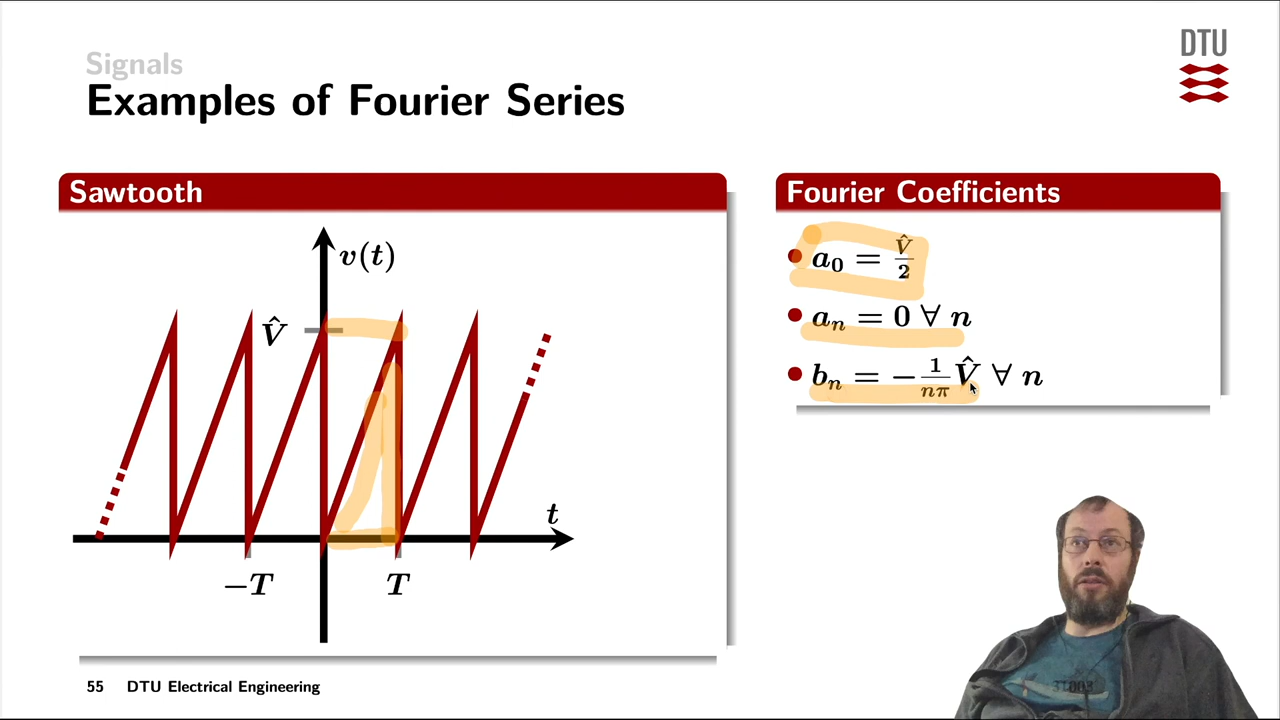 Signals
Examples of Fourier Series
DTU
Sawtooth
v(t)
V̂
t
−T
T
Fourier Coefficients
a₀ = V̂/2
aₙ = 0 ∀ n
bₙ = −1/nπ V̂ ∀ n
55 DTU Electrical Engineering